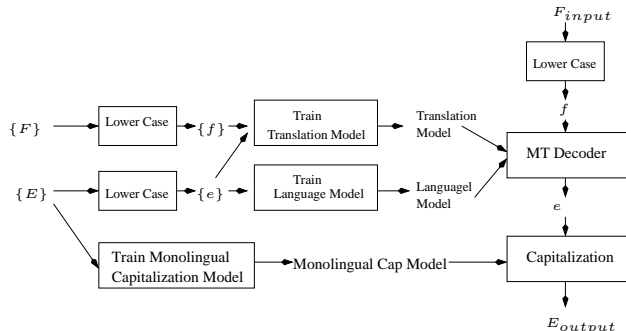 F_input
Lower Case
f
{F}
Lower Case
{f}
Train
Translation Model
Translation
Model
MT Decoder
{E}
Lower Case
{e}
Train
Language Model
Languagel
Model
e
Train Monolingual
Capitalization Model
Monolingual Cap Model
Capitalization
E_output